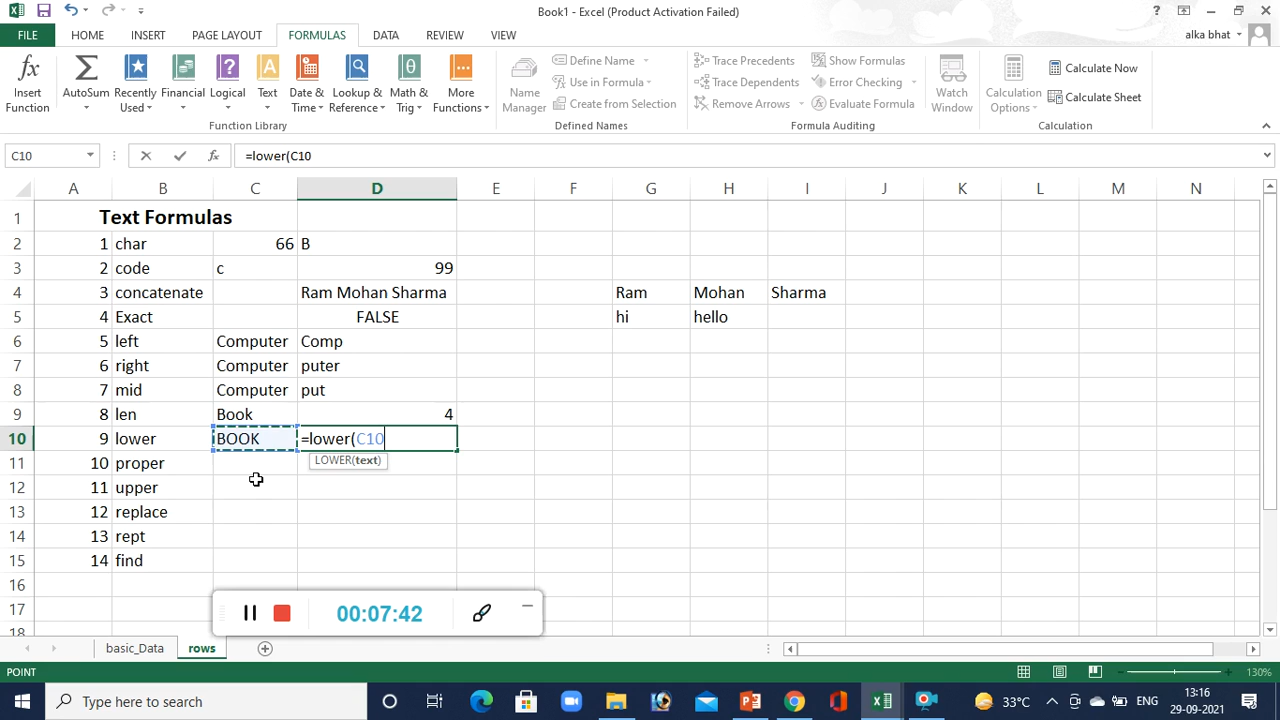 Book1 - Excel (Product Activation Failed)
?
FILE HOME INSERT PAGE LAYOUT FORMULAS DATA REVIEW VIEW alka bhat
Insert Function
AutoSum
Recently Used
Financial
Logical
Text
Date & Time
Lookup & Reference
Math & Trig
More Functions
Function Library
Name Manager
Define Name
Use in Formula
Create from Selection
Defined Names
Trace Precedents
Trace Dependents
Remove Arrows
Show Formulas
Error Checking
Evaluate Formula
Formula Auditing
Watch Window
Calculation Options
Calculate Now
Calculate Sheet
Calculation
C10 fx =lower(C10
A B C D E F G H I J K L M N
1 Text Formulas
2 1 char 66 B
3 2 code c 99
4 3 concatenate Ram Mohan Sharma Ram Mohan Sharma
5 4 Exact FALSE hi hello
6 5 left Computer Comp
7 6 right Computer puter
8 7 mid Computer put
9 8 len Book 4
10 9 lower BOOK =lower(C10
LOWER(text)
11 10 proper
12 11 upper
13 12 replace
14 13 rept
15 14 find
16
17
18
00:07:42
basic_Data rows
POINT 130%
Type here to search
33°C ENG 13:16
29-09-2021